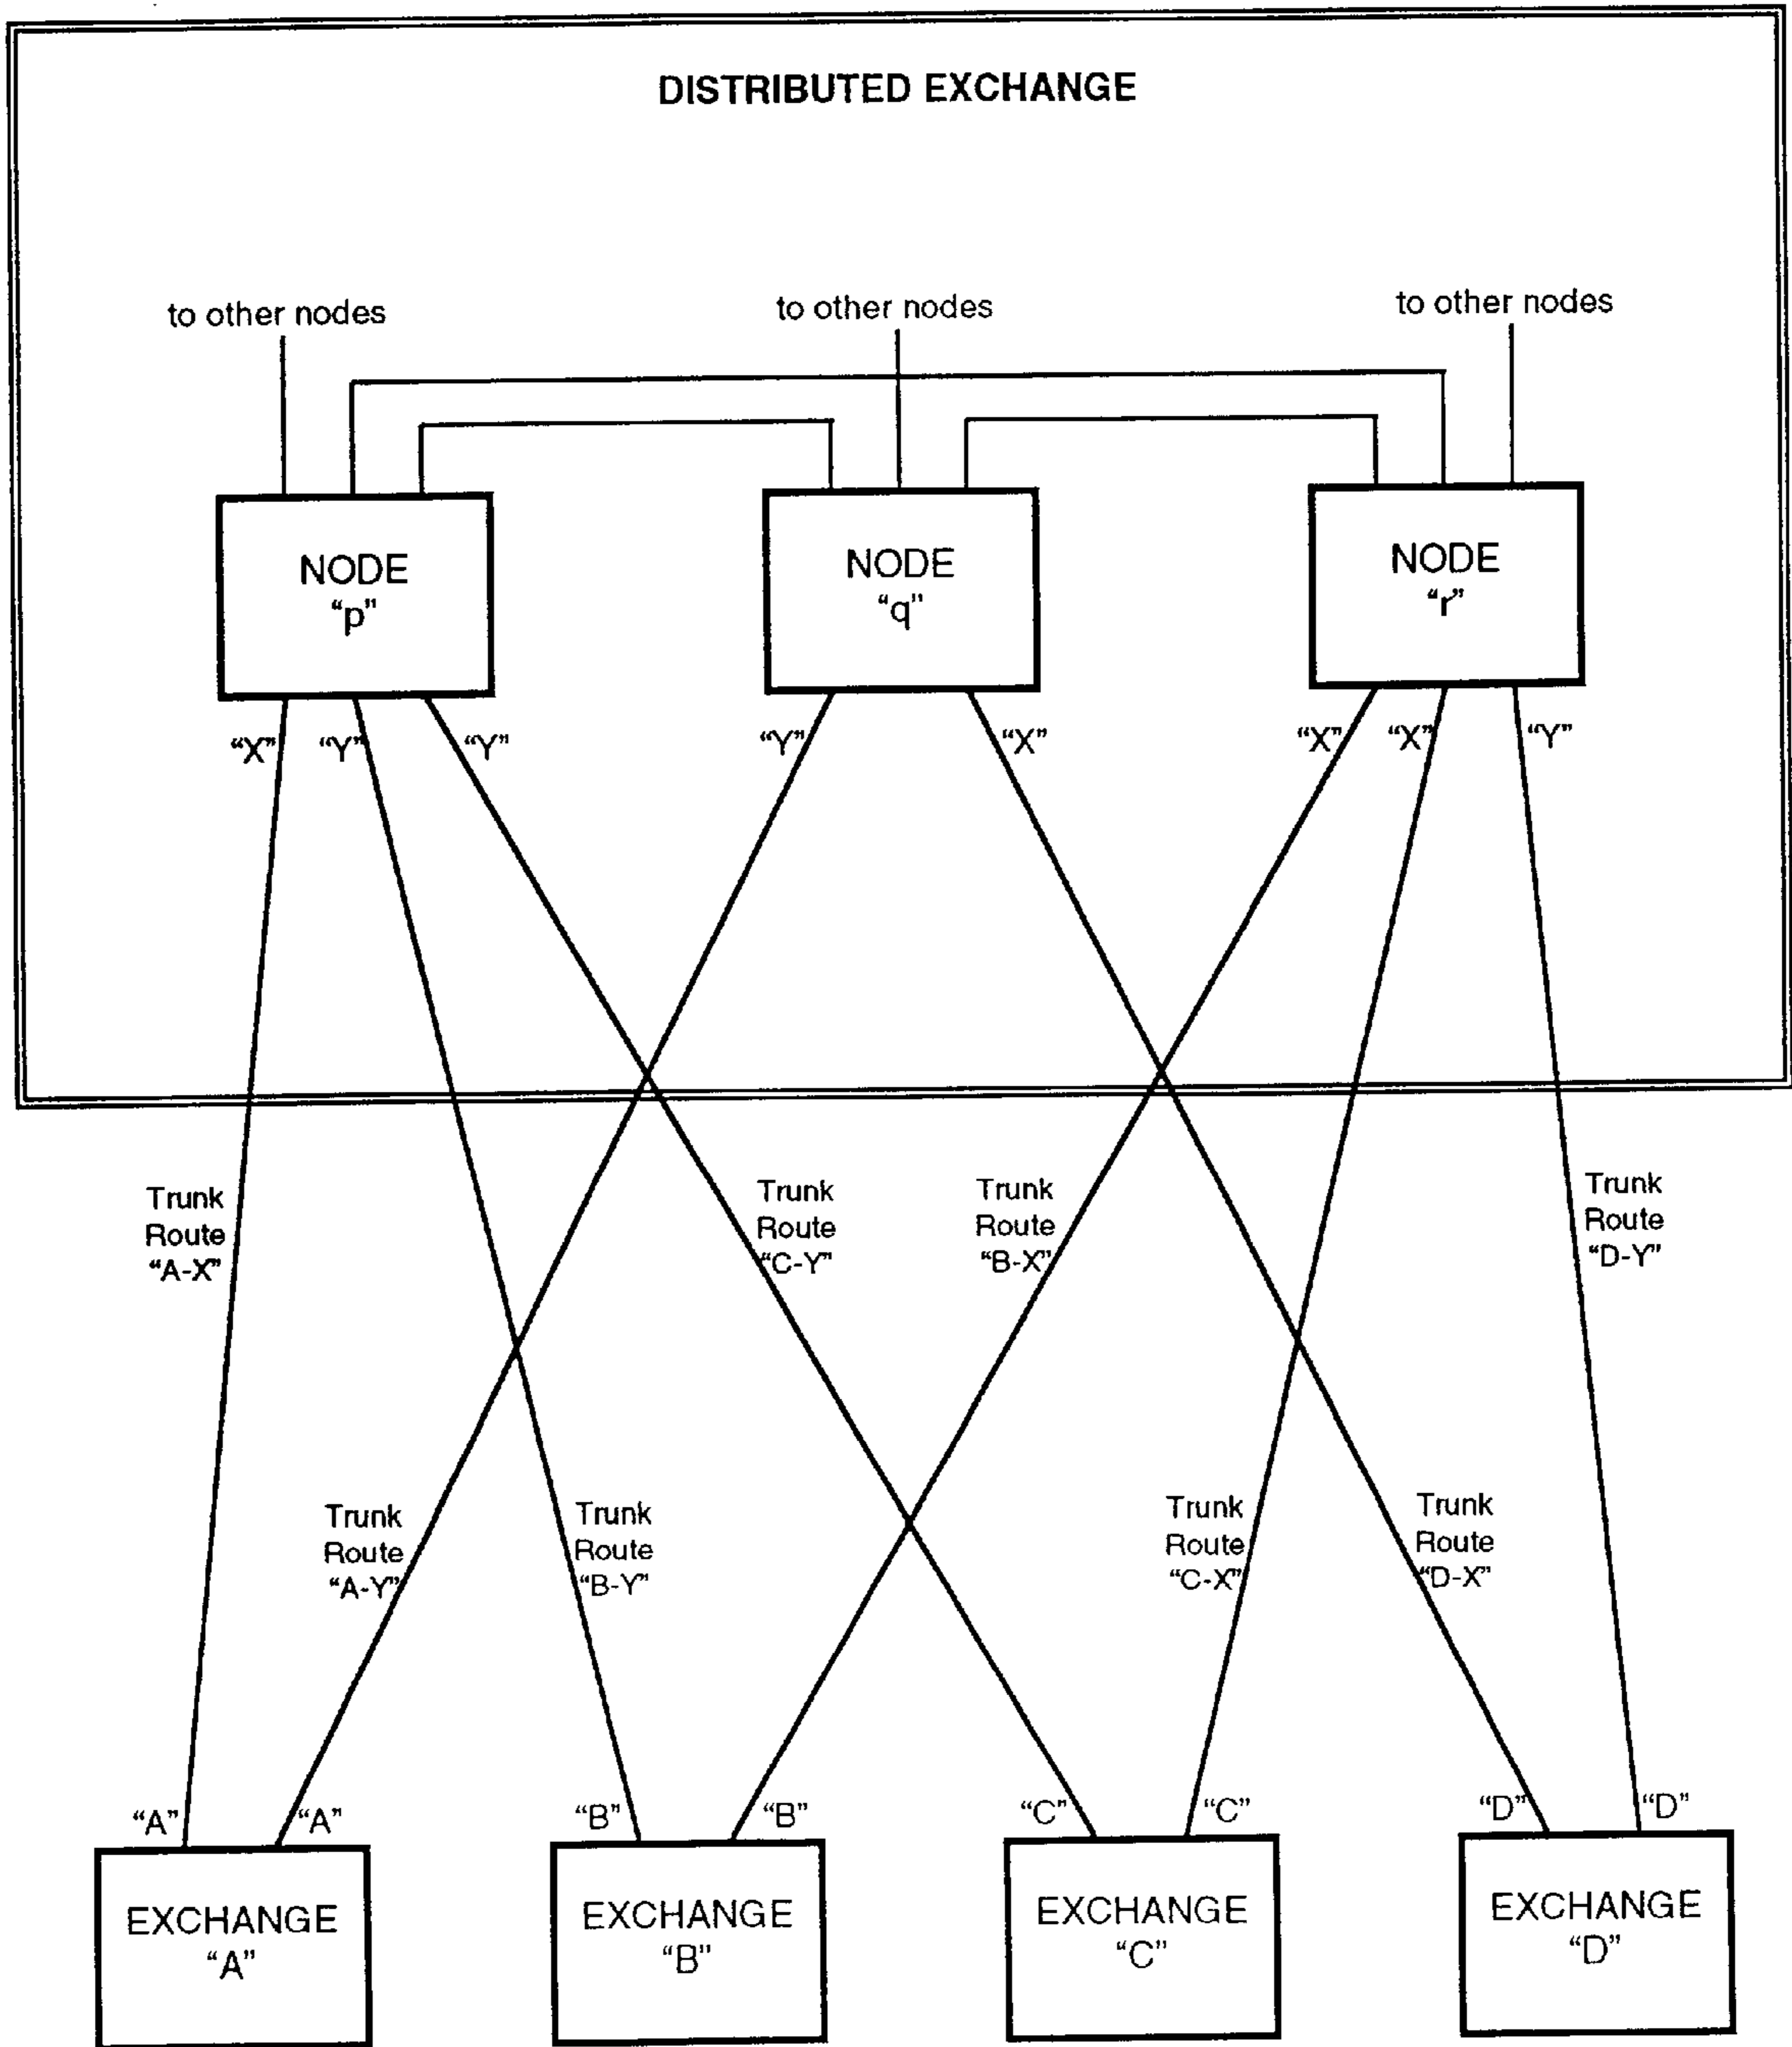 DISTRIBUTED EXCHANGE
to other nodes
to other nodes
to other nodes
NODE
“p”
NODE
“q”
NODE
“r”
“X”
“Y”
“Y”
“Y”
“X”
“X”
“X”
“Y”
Trunk
Route
“A-X”
Trunk
Route
“C-Y”
Trunk
Route
“B-X”
Trunk
Route
“D-Y”
Trunk
Route
“A-Y”
Trunk
Route
“B-Y”
Trunk
Route
“C-X”
Trunk
Route
“D-X”
“A”
“A”
“B”
“B”
“C”
“C”
“D”
“D”
EXCHANGE
“A”
EXCHANGE
“B”
EXCHANGE
“C”
EXCHANGE
“D”